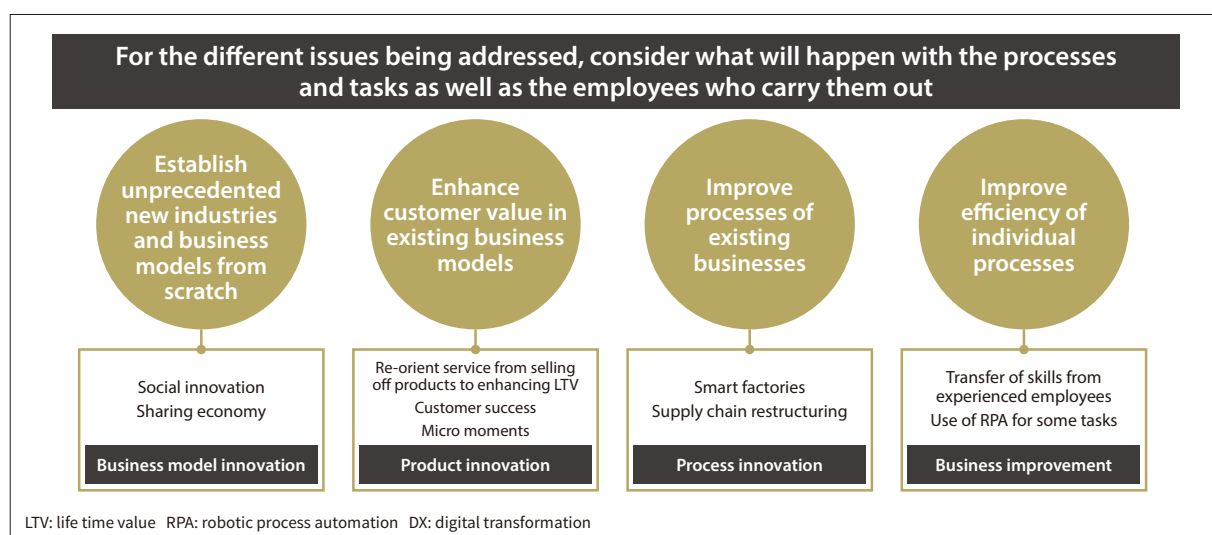 For the different issues being addressed, consider what will happen with the processes
and tasks as well as the employees who carry them out
Establish
unprecedented
new industries
and business
models from
scratch
Social innovation
Sharing economy
Business model innovation
Enhance
customer value in
existing business
models
Re-orient service from selling
off products to enhancing LTV
Customer success
Micro moments
Product innovation
Improve
processes of
existing
businesses
Smart factories
Supply chain restructuring
Process innovation
Improve
efficiency of
individual
processes
Transfer of skills from
experienced employees
Use of RPA for some tasks
Business improvement
LTV: life time value RPA: robotic process automation DX: digital transformation